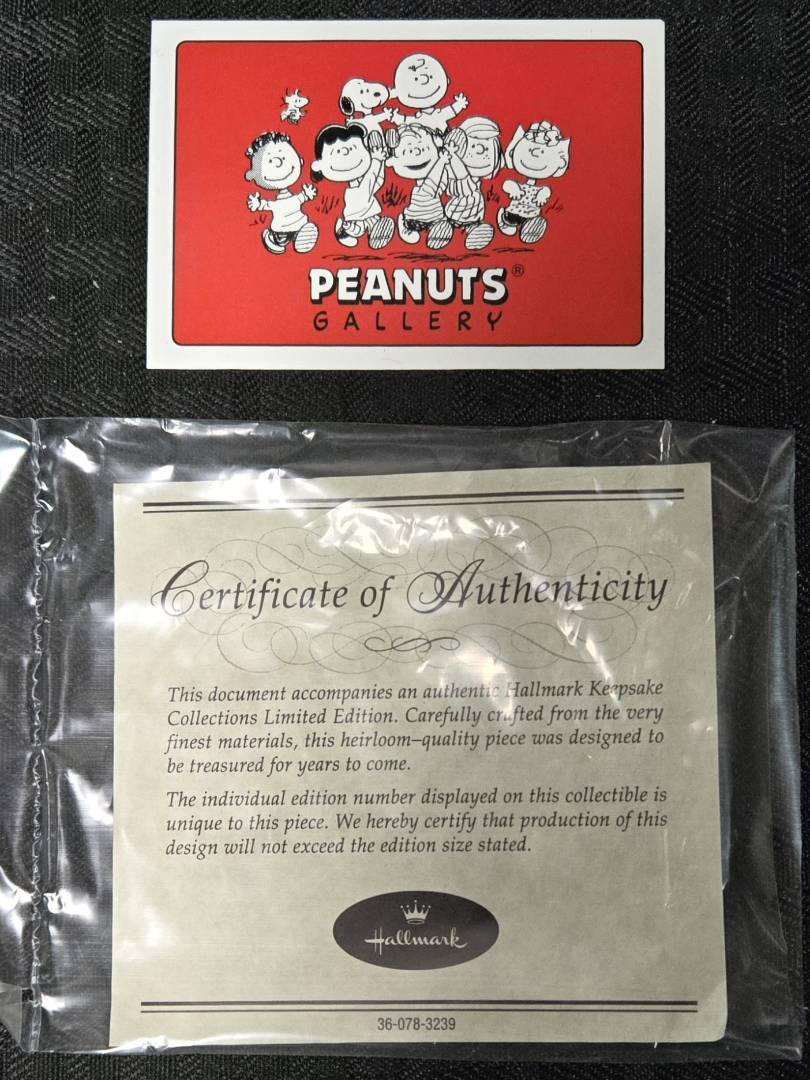 PEANUTS®
GALLERY
Certificate of Authenticity
This document accompanies an authentic Hallmark Keepsake
Collections Limited Edition. Carefully crafted from the very
finest materials, this heirloom–quality piece was designed to
be treasured for years to come.
The individual edition number displayed on this collectible is
unique to this piece. We hereby certify that production of this
design will not exceed the edition size stated.
Hallmark
36-078-3239